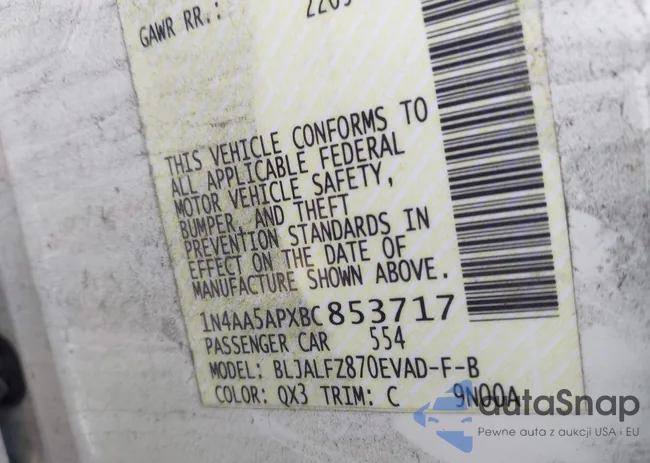 GAWR RR.:
THIS VEHICLE CONFORMS TO
ALL APPLICABLE FEDERAL
MOTOR VEHICLE SAFETY,
BUMPER, AND THEFT
PREVENTION STANDARDS IN
EFFECT ON THE DATE OF
MANUFACTURE SHOWN ABOVE.
1N4AA5APXBC853717
PASSENGER CAR 554
MODEL: BLJALFZ870EVAD-F-B
COLOR: QX3 TRIM: C 9N00A
autoSnap
Pewne auta z aukcji USA i EU